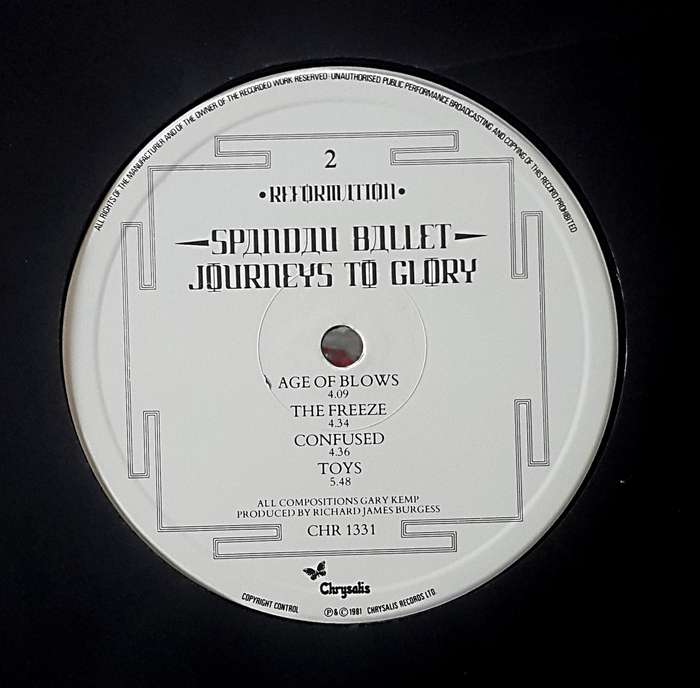 ALL RIGHTS OF THE MANUFACTURER AND OF THE OWNER OF THE RECORDED WORK RESERVED UNAUTHORISED PUBLIC PERFORMANCE BROADCASTING AND COPYING OF THIS RECORD PROHIBITED
2
•REFORMATION•
SPANDAU BALLET
JOURNEYS TO GLORY
AGE OF BLOWS
4.09
THE FREEZE
4.34
CONFUSED
4.36
TOYS
5.48
ALL COMPOSITIONS GARY KEMP
PRODUCED BY RICHARD JAMES BURGESS
CHR 1331
Chrysalis
COPYRIGHT CONTROL
℗ & © 1981 CHRYSALIS RECORDS LTD.